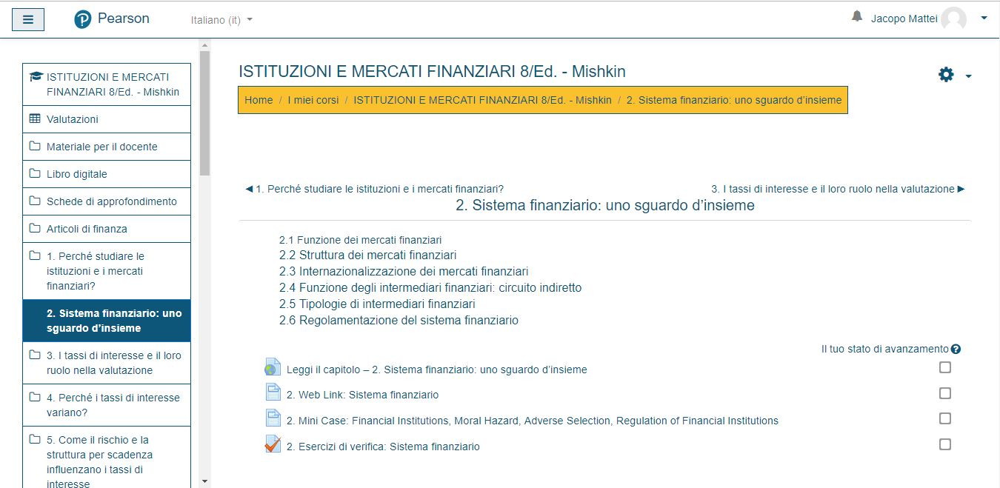 Pearson
Italiano (it)
Jacopo Mattei
ISTITUZIONI E MERCATI
FINANZIARI 8/Ed. - Mishkin
Valutazioni
Materiale per il docente
Libro digitale
Schede di approfondimento
Articoli di finanza
1. Perché studiare le
istituzioni e i mercati
finanziari?
2. Sistema finanziario: uno
sguardo d'insieme
3. I tassi di interesse e il loro
ruolo nella valutazione
4. Perché i tassi di interesse
variano?
5. Come il rischio e la
struttura per scadenza
influenzano i tassi di
interesse
ISTITUZIONI E MERCATI FINANZIARI 8/Ed. - Mishkin
Home / I miei corsi / ISTITUZIONI E MERCATI FINANZIARI 8/Ed. - Mishkin / 2. Sistema finanziario: uno sguardo d'insieme
◀ 1. Perché studiare le istituzioni e i mercati finanziari?
3. I tassi di interesse e il loro ruolo nella valutazione ▶
2. Sistema finanziario: uno sguardo d'insieme
2.1 Funzione dei mercati finanziari
2.2 Struttura dei mercati finanziari
2.3 Internazionalizzazione dei mercati finanziari
2.4 Funzione degli intermediari finanziari: circuito indiretto
2.5 Tipologie di intermediari finanziari
2.6 Regolamentazione del sistema finanziario
Il tuo stato di avanzamento
Leggi il capitolo – 2. Sistema finanziario: uno sguardo d'insieme
2. Web Link: Sistema finanziario
2. Mini Case: Financial Institutions, Moral Hazard, Adverse Selection, Regulation of Financial Institutions
2. Esercizi di verifica: Sistema finanziario